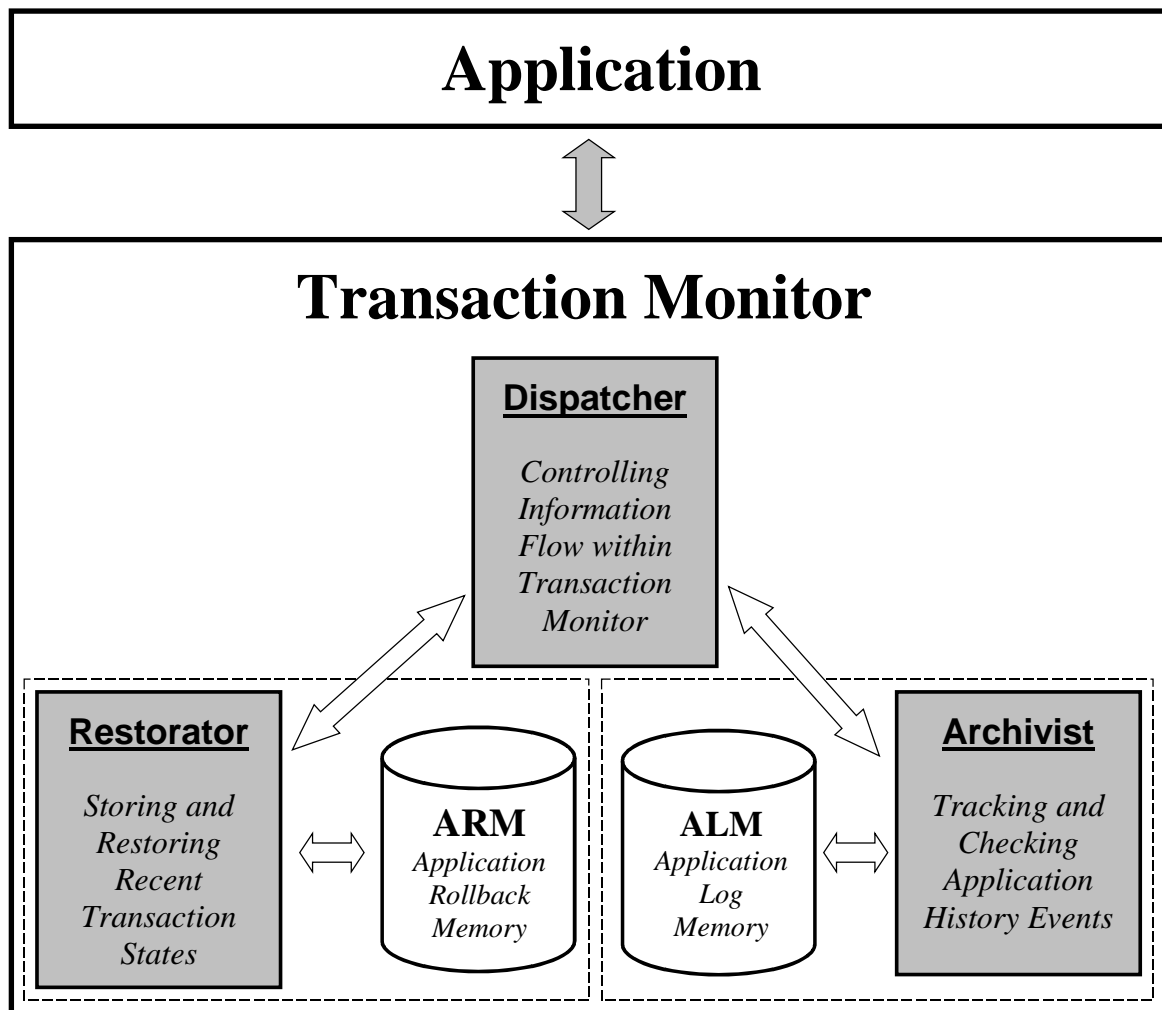 Application
Transaction Monitor
Dispatcher
Controlling
Information
Flow within
Transaction
Monitor
Restorator
Storing and
Restoring
Recent
Transaction
States
ARM
Application
Rollback
Memory
ALM
Application
Log
Memory
Archivist
Tracking and
Checking
Application
History Events